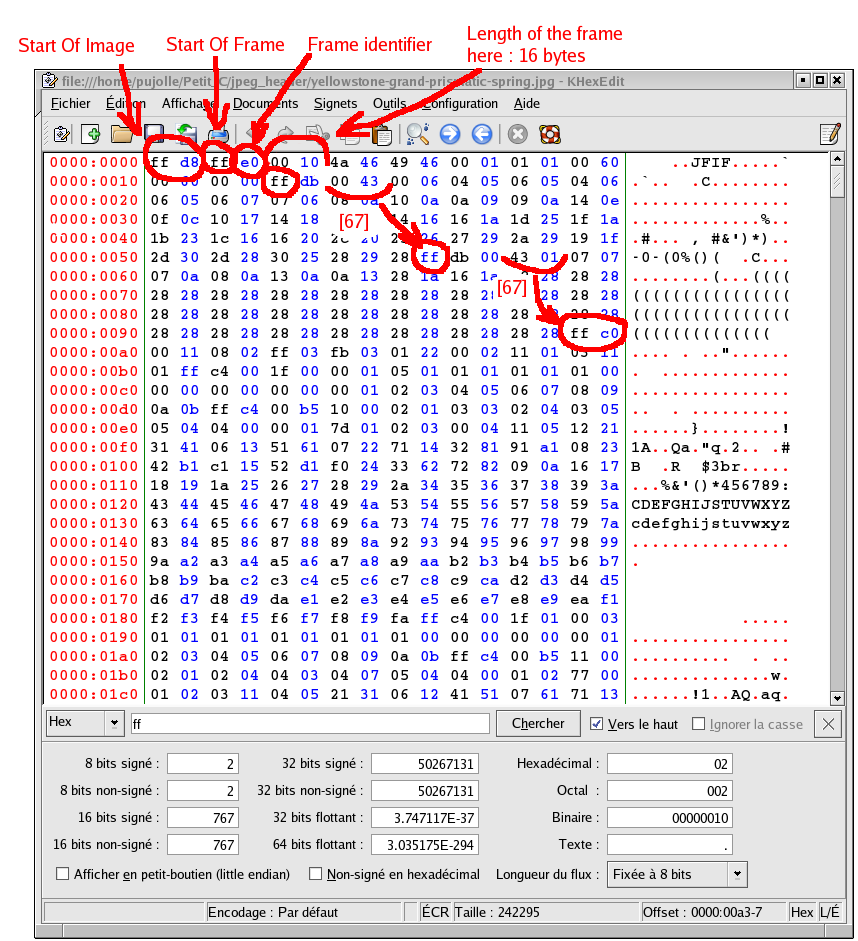 Start Of Image
Start Of Frame
Frame identifier
Length of the frame
here : 16 bytes
file:///home/pujolle/Petit_C/jpeg_header/yellowstone-grand-prismatic-spring.jpg - KHexEdit
Fichier Édition Affichage Documents Signets Outils Configuration Aide
0000:0000 ff d8 ff e0 00 10 4a 46 49 46 00 01 01 01 00 60 ..JFIF.....`
0000:0010 00 00 00 ff db 00 43 00 06 04 05 06 05 04 06 .`.. .C........
0000:0020 06 05 06 07 07 06 08 0a 10 0a 0a 09 09 0a 14 0e ................
0000:0030 0f 0c 10 17 14 18 14 16 16 1a 1d 25 1f 1a .............%..
0000:0040 1b 23 1c 16 16 20 2c 20 26 27 29 2a 29 19 1f .#... , #&')*)..
0000:0050 2d 30 2d 28 30 25 28 29 28 ff db 00 43 01 07 07 -0-(0%()( .C...
0000:0060 07 0a 08 0a 13 0a 0a 13 28 1a 16 28 28 28 ........(...((((
0000:0070 28 28 28 28 28 28 28 28 28 28 28 28 28 28 28 ((((((((((((((((
0000:0080 28 28 28 28 28 28 28 28 28 28 28 28 28 28 28 ((((((((((((((((
0000:0090 28 28 28 28 28 28 28 28 28 28 28 28 28 28 ff c0 ((((((((((((((
0000:00a0 00 11 08 02 ff 03 fb 03 01 22 00 02 11 01 03 11 .... . .."......
0000:00b0 01 ff c4 00 1f 00 00 01 05 01 01 01 01 01 01 00 . .............
0000:00c0 00 00 00 00 00 00 00 01 02 03 04 05 06 07 08 09 ................
0000:00d0 0a 0b ff c4 00 b5 10 00 02 01 03 03 02 04 03 05 .. . ..........
0000:00e0 05 04 04 00 00 01 7d 01 02 03 00 04 11 05 12 21 ......}........!
0000:00f0 31 41 06 13 51 61 07 22 71 14 32 81 91 a1 08 23 1A..Qa."q.2.. .#
0000:0100 42 b1 c1 15 52 d1 f0 24 33 62 72 82 09 0a 16 17 B .R $3br.....
0000:0110 18 19 1a 25 26 27 28 29 2a 34 35 36 37 38 39 3a ...%&'()*456789:
0000:0120 43 44 45 46 47 48 49 4a 53 54 55 56 57 58 59 5a CDEFGHIJSTUVWXYZ
0000:0130 63 64 65 66 67 68 69 6a 73 74 75 76 77 78 79 7a cdefghijstuvwxyz
0000:0140 83 84 85 86 87 88 89 8a 92 93 94 95 96 97 98 99 ................
0000:0150 9a a2 a3 a4 a5 a6 a7 a8 a9 aa b2 b3 b4 b5 b6 b7 .
0000:0160 b8 b9 ba c2 c3 c4 c5 c6 c7 c8 c9 ca d2 d3 d4 d5
0000:0170 d6 d7 d8 d9 da e1 e2 e3 e4 e5 e6 e7 e8 e9 ea f1
0000:0180 f2 f3 f4 f5 f6 f7 f8 f9 fa ff c4 00 1f 01 00 03 .....
0000:0190 01 01 01 01 01 01 01 01 01 00 00 00 00 00 00 01 ................
0000:01a0 02 03 04 05 06 07 08 09 0a 0b ff c4 00 b5 11 00 .......... . ..
0000:01b0 02 01 02 04 04 03 04 07 05 04 04 00 01 02 77 00 ..............w.
0000:01c0 01 02 03 11 04 05 21 31 06 12 41 51 07 61 71 13 ......!1..AQ.aq.
[67]
[67]
Hex ff Chercher Vers le haut Ignorer la casse
8 bits signé : 2 32 bits signé : 50267131 Hexadécimal : 02
8 bits non-signé : 2 32 bits non-signé : 50267131 Octal : 002
16 bits signé : 767 32 bits flottant : 3.747117E-37 Binaire : 00000010
16 bits non-signé : 767 64 bits flottant : 3.035175E-294 Texte : .
Afficher en petit-boutien (little endian) Non-signé en hexadécimal Longueur du flux : Fixée à 8 bits
Encodage : Par défaut ÉCR Taille : 242295 Offset : 0000:00a3-7 Hex L/É